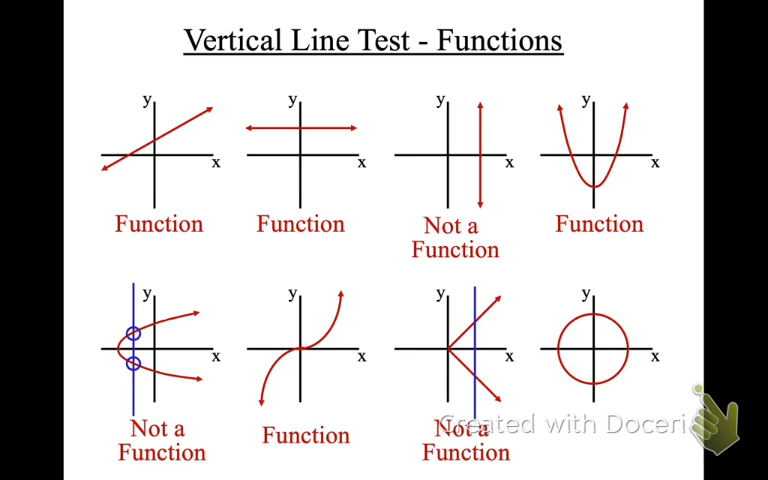 Vertical Line Test - Functions
y
y
y
y
x
x
x
x
Function
Function
Not a
Function
Function
y
y
y
y
x
x
x
x
Not a
Function
Function
Not a
Function
Created with Doceri